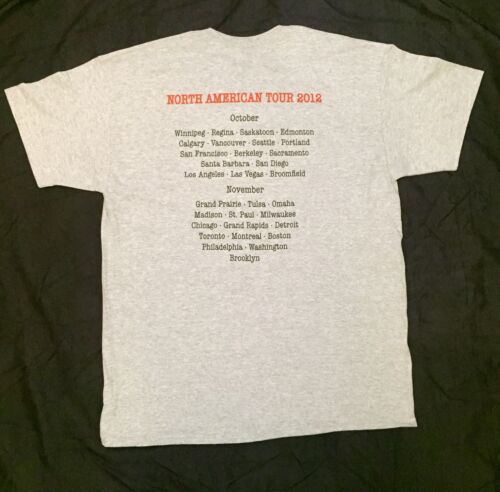 NORTH AMERICAN TOUR 2012
October
Winnipeg · Regina · Saskatoon · Edmonton
Calgary · Vancouver · Seattle · Portland
San Francisco · Berkeley · Sacramento
Santa Barbara · San Diego
Los Angeles · Las Vegas · Broomfield
November
Grand Prairie · Tulsa · Omaha
Madison · St. Paul · Milwaukee
Chicago · Grand Rapids · Detroit
Toronto · Montreal · Boston
Philadelphia · Washington
Brooklyn